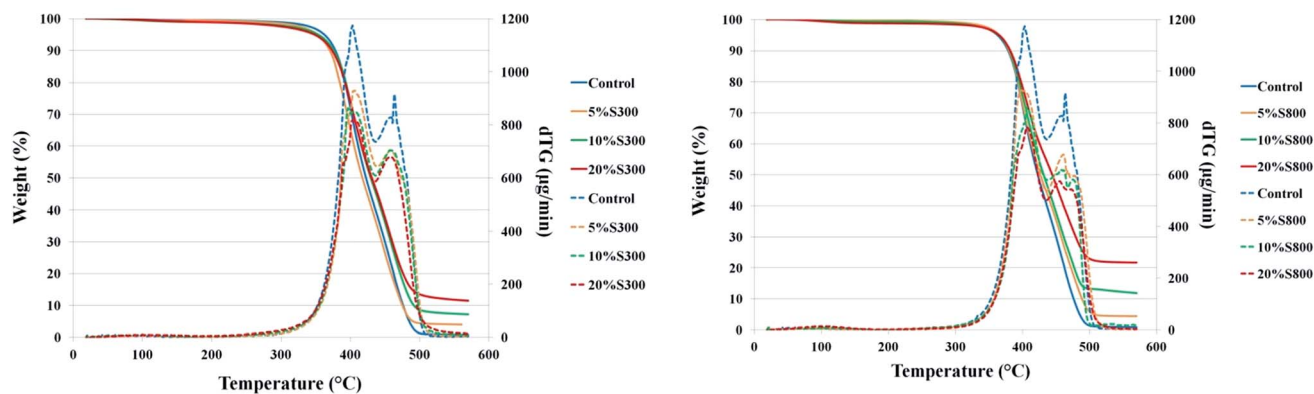 100
90
80
70
60
50
40
30
20
10
0
Weight (%)
1200
1000
800
600
400
200
0
dTG (µg/min)
0 100 200 300 400 500 600
Temperature (°C)
Control
5%S300
10%S300
20%S300
Control
5%S300
10%S300
20%S300
100
90
80
70
60
50
40
30
20
10
0
Weight (%)
1200
1000
800
600
400
200
0
dTG (µg/min)
0 100 200 300 400 500 600
Temperature (°C)
Control
5%S800
10%S800
20%S800
Control
5%S800
10%S800
20%S800